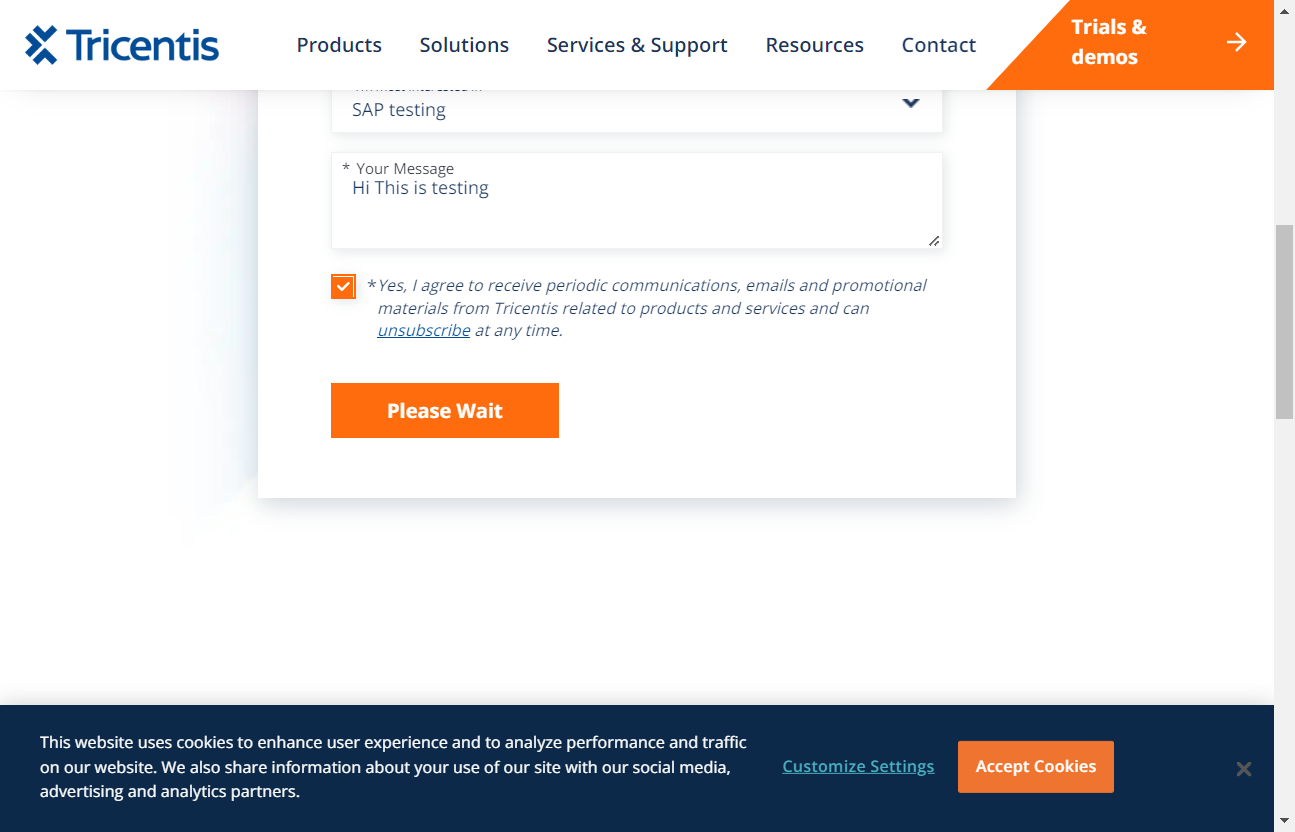 Tricentis
Products
Solutions
Services & Support
Resources
Contact
Trials &
demos
SAP testing
* Your Message
Hi This is testing
*Yes, I agree to receive periodic communications, emails and promotional
materials from Tricentis related to products and services and can
unsubscribe at any time.
Please Wait
This website uses cookies to enhance user experience and to analyze performance and traffic
on our website. We also share information about your use of our site with our social media,
advertising and analytics partners.
Customize Settings
Accept Cookies